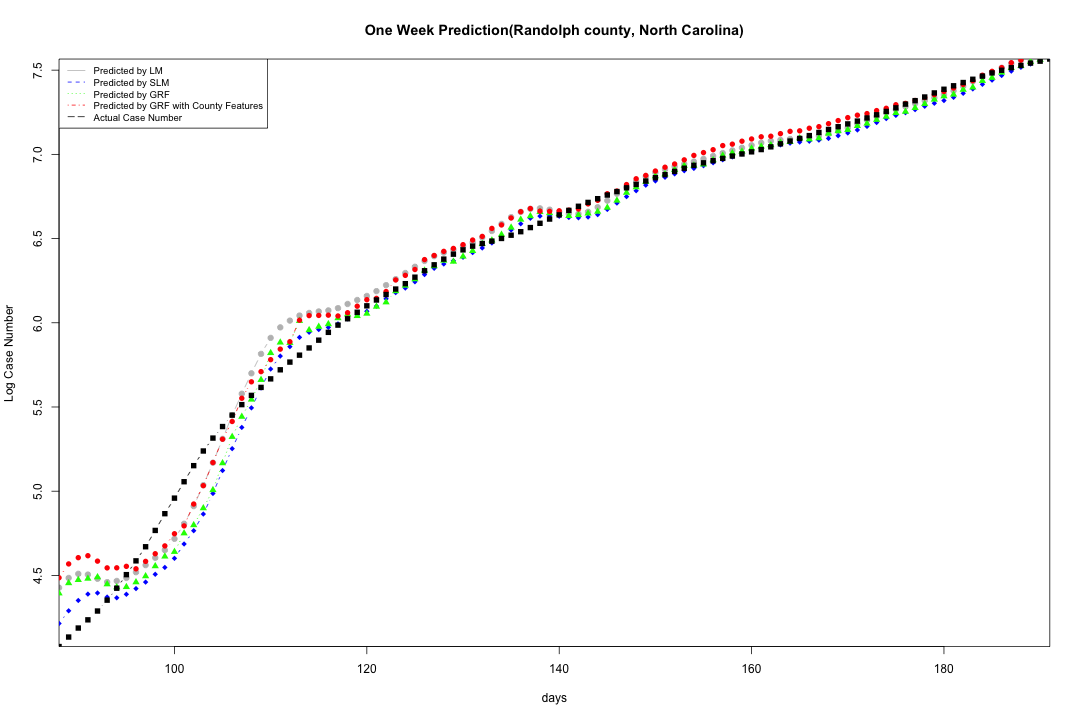 One Week Prediction(Randolph county, North Carolina)
Predicted by LM
Predicted by SLM
Predicted by GRF
Predicted by GRF with County Features
Actual Case Number
7.5
7.0
6.5
6.0
5.5
5.0
4.5
Log Case Number
100 120 140 160 180
days